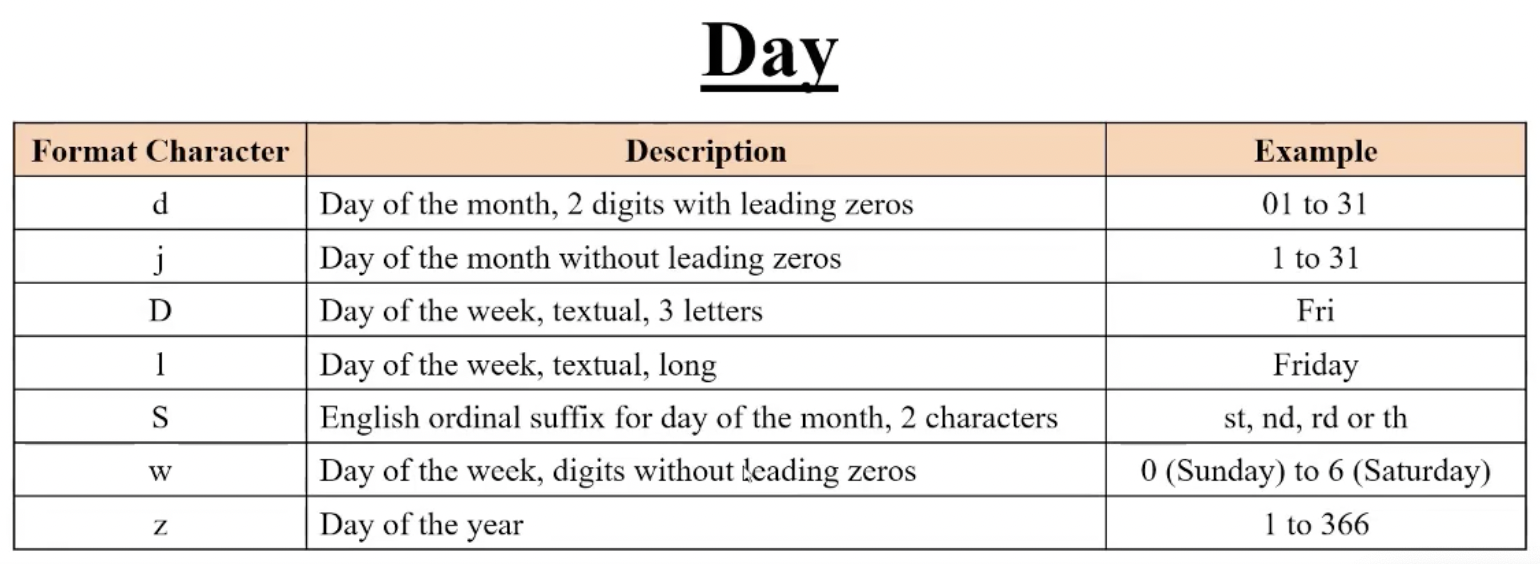 Day
Format Character Description Example
d Day of the month, 2 digits with leading zeros 01 to 31
j Day of the month without leading zeros 1 to 31
D Day of the week, textual, 3 letters Fri
l Day of the week, textual, long Friday
S English ordinal suffix for day of the month, 2 characters st, nd, rd or th
w Day of the week, digits without leading zeros 0 (Sunday) to 6 (Saturday)
z Day of the year 1 to 366